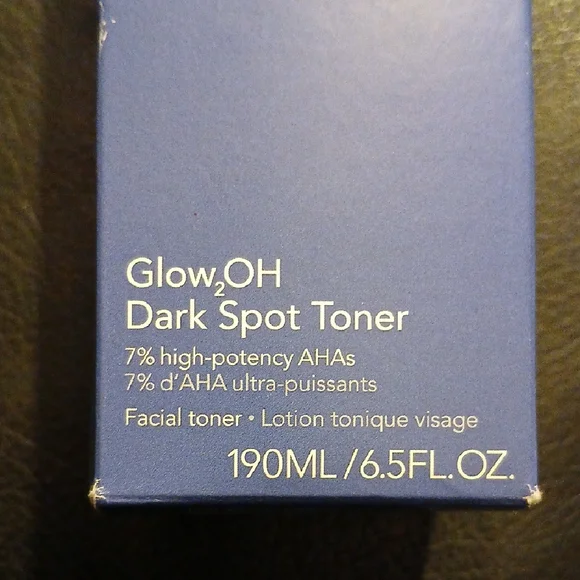 Glow₂OH
Dark Spot Toner
7% high-potency AHAs
7% d'AHA ultra-puissants
Facial toner • Lotion tonique visage
190ML/6.5FL.OZ.